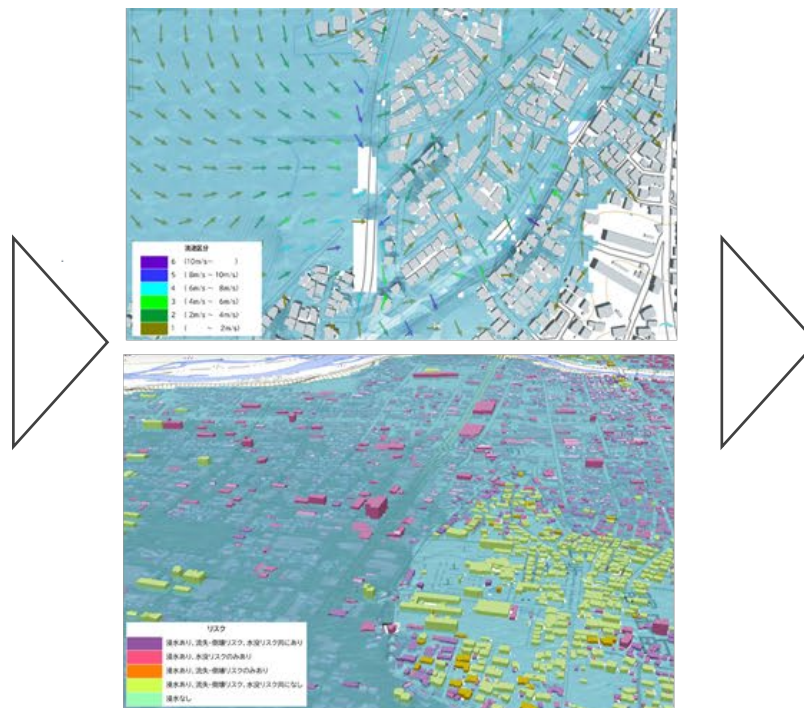 流速区分
6 (10m/s～ )
5 ( 8m/s ～ 10m/s)
4 ( 6m/s ～ 8m/s)
3 ( 4m/s ～ 6m/s)
2 ( 2m/s ～ 4m/s)
1 ( ～ 2m/s)
リスク
浸水あり、流失・倒壊リスク、水没リスク共にあり
浸水あり、水没リスクのみあり
浸水あり、流失・倒壊リスクのみあり
浸水あり、流失・倒壊リスク、水没リスク共になし
浸水なし